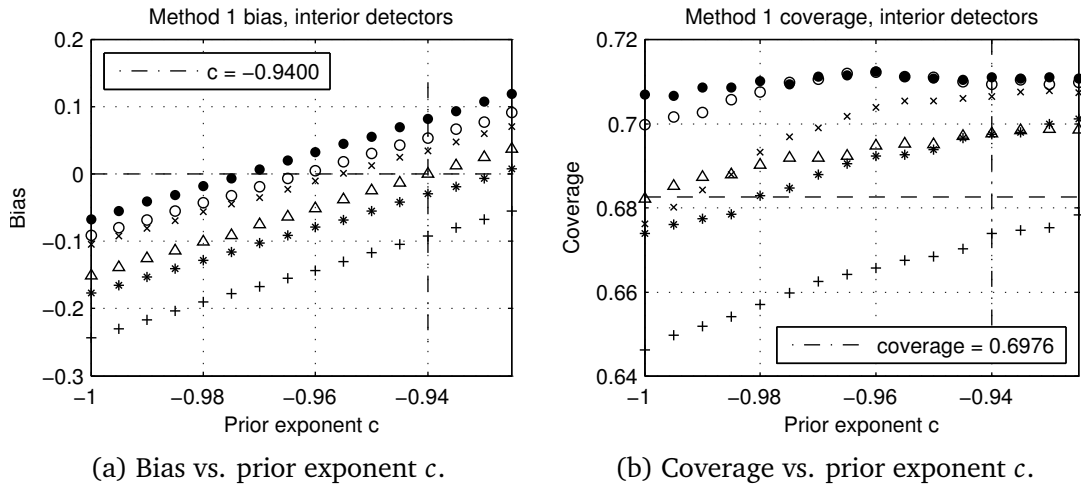 Method 1 bias, interior detectors
0.2
0.1
0
−0.1
−0.2
−0.3
Bias
c = −0.9400
−1 −0.98 −0.96 −0.94
Prior exponent c
(a) Bias vs. prior exponent c.
Method 1 coverage, interior detectors
0.72
0.7
0.68
0.66
0.64
Coverage
coverage = 0.6976
−1 −0.98 −0.96 −0.94
Prior exponent c
(b) Coverage vs. prior exponent c.